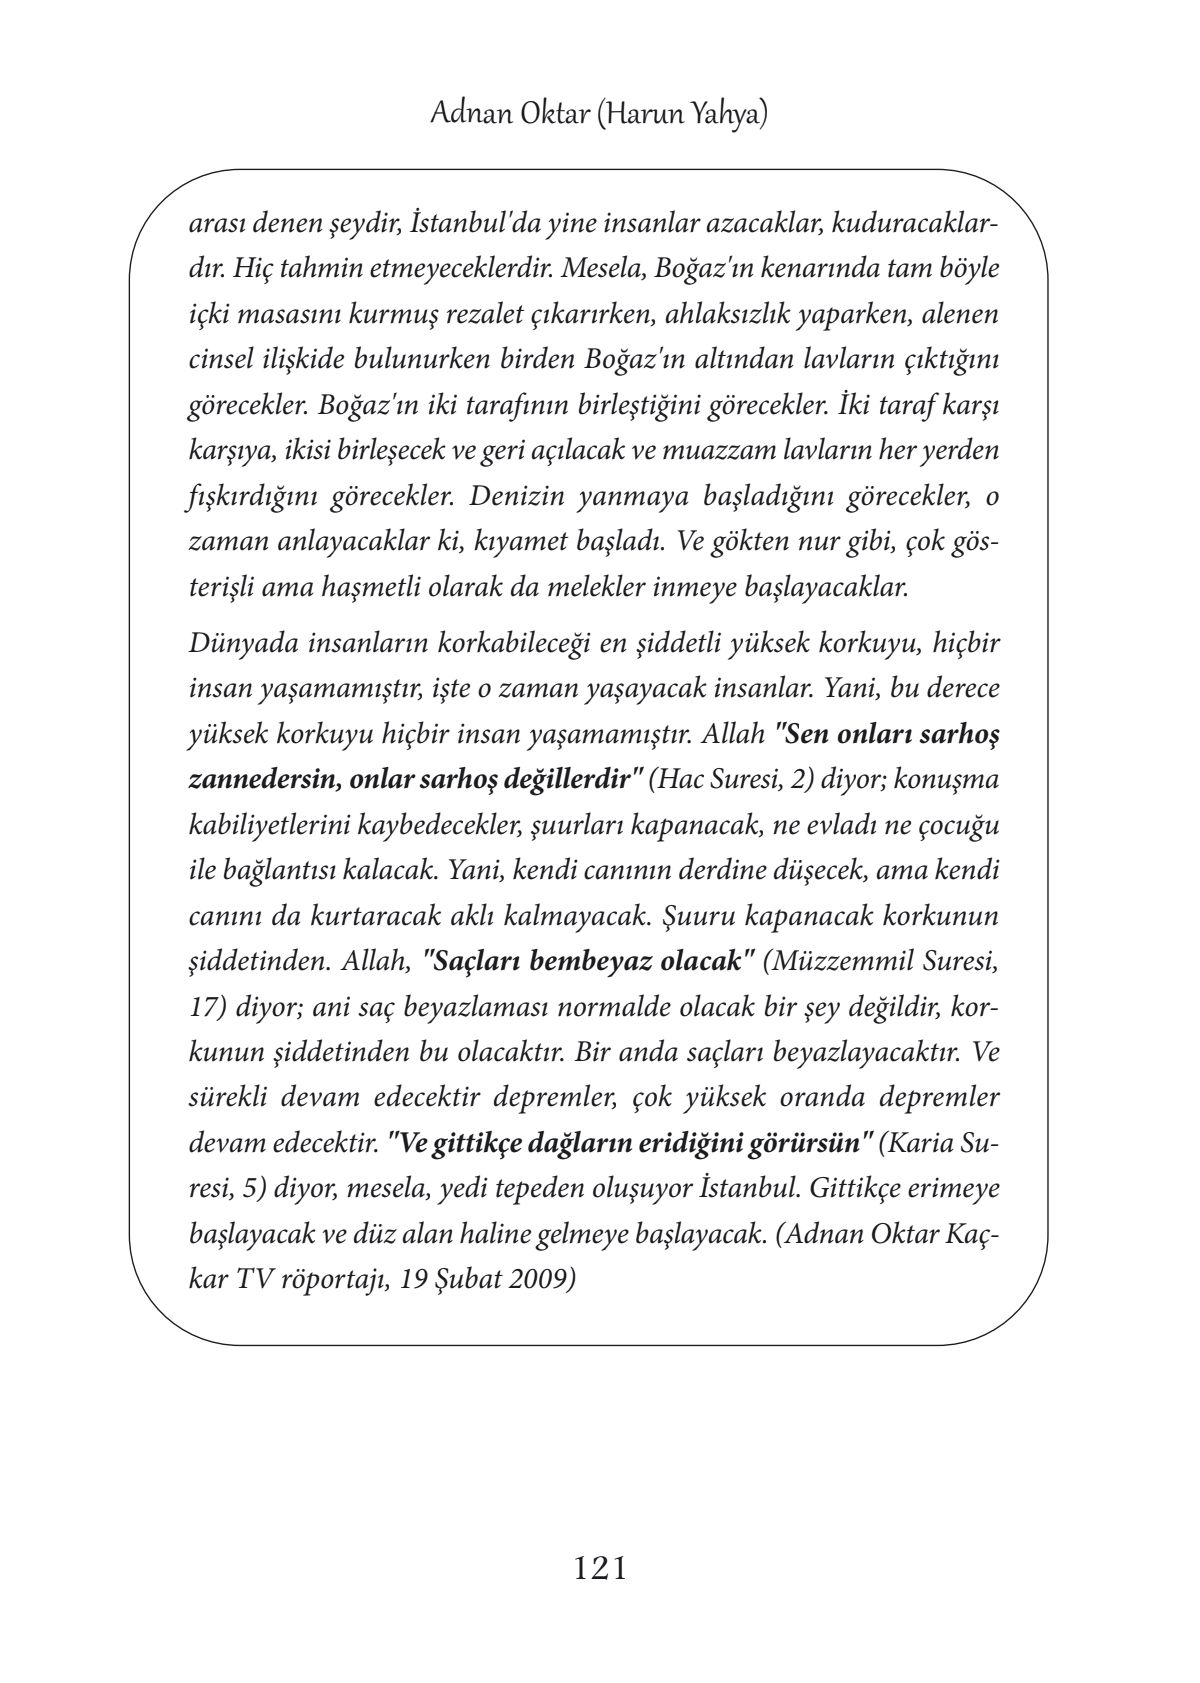 Adnan Oktar (Harun Yahya)
arası denen şeydir, İstanbul'da yine insanlar azacaklar, kuduracaklar-
dır. Hiç tahmin etmeyeceklerdir. Mesela, Boğaz'ın kenarında tam böyle
içki masasını kurmuş rezalet çıkarırken, ahlaksızlık yaparken, alenen
cinsel ilişkide bulunurken birden Boğaz'ın altından lavların çıktığını
görecekler. Boğaz'ın iki tarafının birleştiğini görecekler. İki taraf karşı
karşıya, ikisi birleşecek ve geri açılacak ve muazzam lavların her yerden
fışkırdığını görecekler. Denizin yanmaya başladığını görecekler, o
zaman anlayacaklar ki, kıyamet başladı. Ve gökten nur gibi, çok gös-
terişli ama haşmetli olarak da melekler inmeye başlayacaklar.
Dünyada insanların korkabileceği en şiddetli yüksek korkuyu, hiçbir
insan yaşamamıştır, işte o zaman yaşayacak insanlar. Yani, bu derece
yüksek korkuyu hiçbir insan yaşamamıştır. Allah "Sen onları sarhoş
zannedersin, onlar sarhoş değillerdir" (Hac Suresi, 2) diyor; konuşma
kabiliyetlerini kaybedecekler, şuurları kapanacak, ne evladı ne çocuğu
ile bağlantısı kalacak. Yani, kendi canının derdine düşecek, ama kendi
canını da kurtaracak aklı kalmayacak. Şuuru kapanacak korkunun
şiddetinden. Allah, "Saçları bembeyaz olacak" (Müzzemmil Suresi,
17) diyor; ani saç beyazlaması normalde olacak bir şey değildir, kor-
kunun şiddetinden bu olacaktır. Bir anda saçları beyazlayacaktır. Ve
sürekli devam edecektir depremler, çok yüksek oranda depremler
devam edecektir. "Ve gittikçe dağların eridiğini görürsün" (Karia Su-
resi, 5) diyor, mesela, yedi tepeden oluşuyor İstanbul. Gittikçe erimeye
başlayacak ve düz alan haline gelmeye başlayacak. (Adnan Oktar Kaç-
kar TV röportajı, 19 Şubat 2009)
121